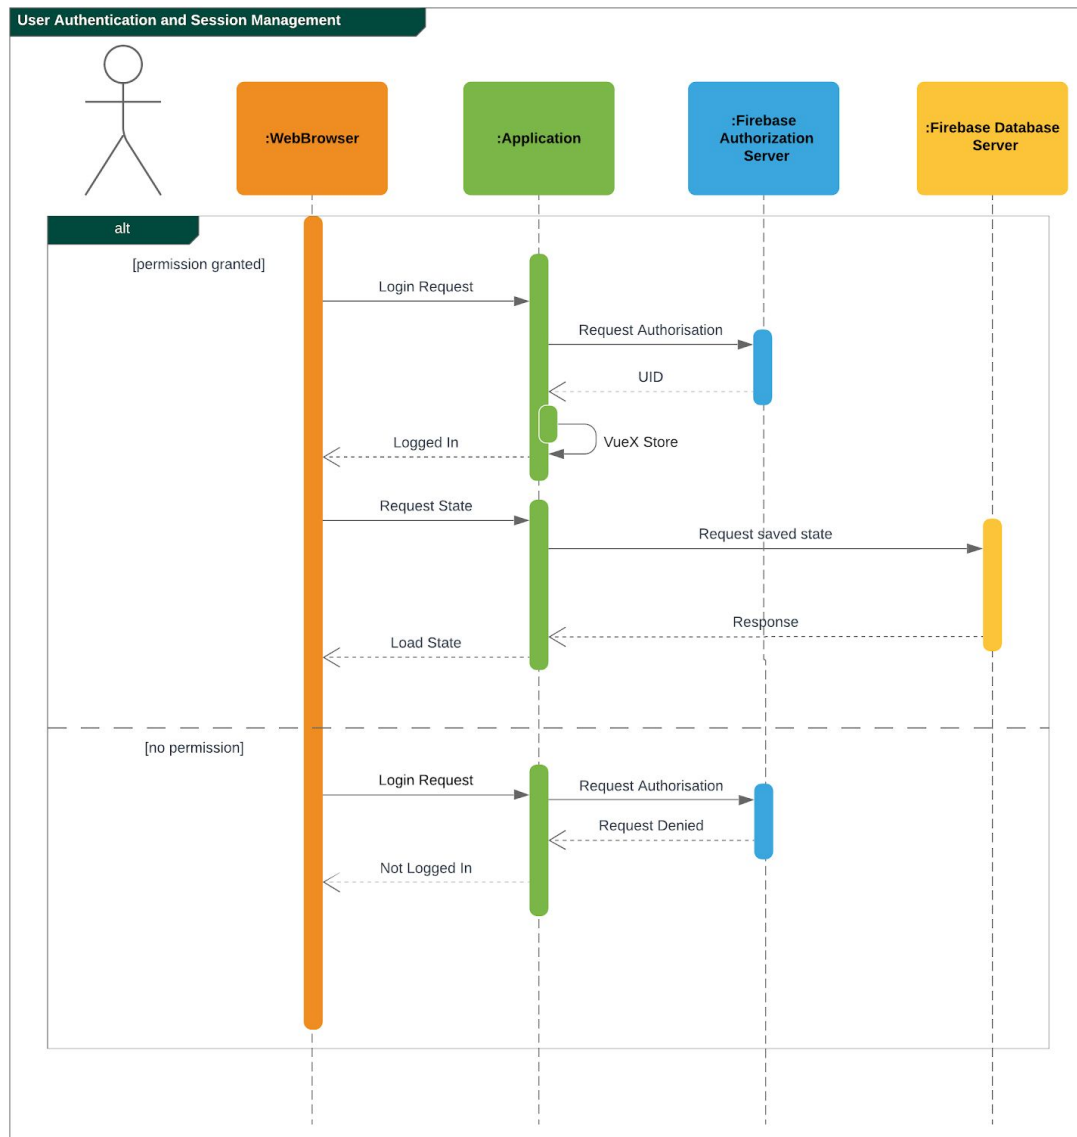 User Authentication and Session Management
:WebBrowser
:Application
:Firebase
Authorization
Server
:Firebase Database
Server
alt
[permission granted]
Login Request
Request Authorisation
UID
VueX Store
Logged In
Request State
Request saved state
Response
Load State
[no permission]
Login Request
Request Authorisation
Request Denied
Not Logged In